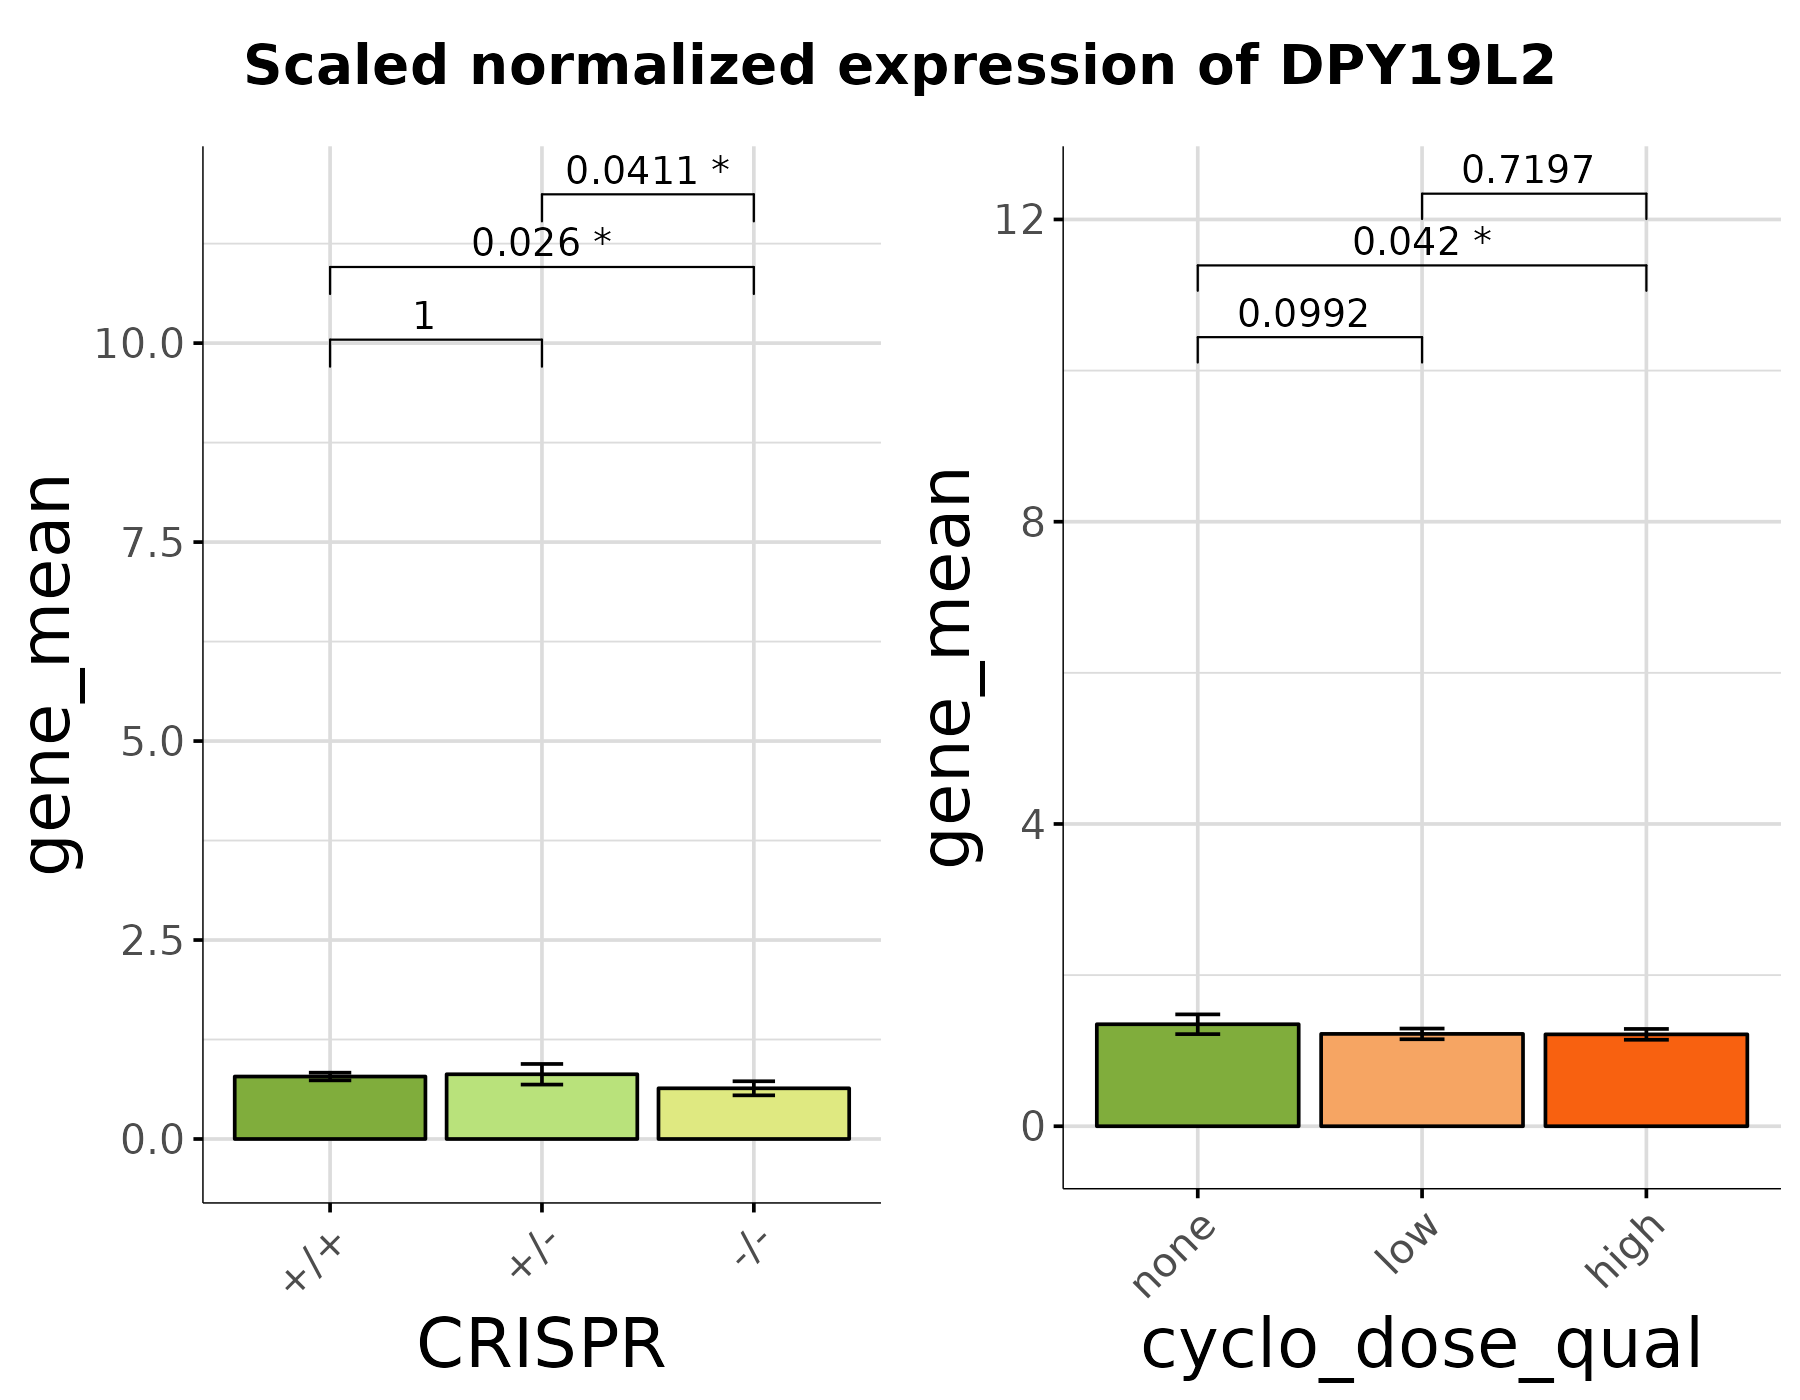 Scaled normalized expression of DPY19L2
gene_mean
10.0
7.5
5.0
2.5
0.0
0.0411 *
0.026 *
1
+/+
+/-
-/-
CRISPR
gene_mean
12
8
4
0
0.7197
0.042 *
0.0992
none
low
high
cyclo_dose_qual